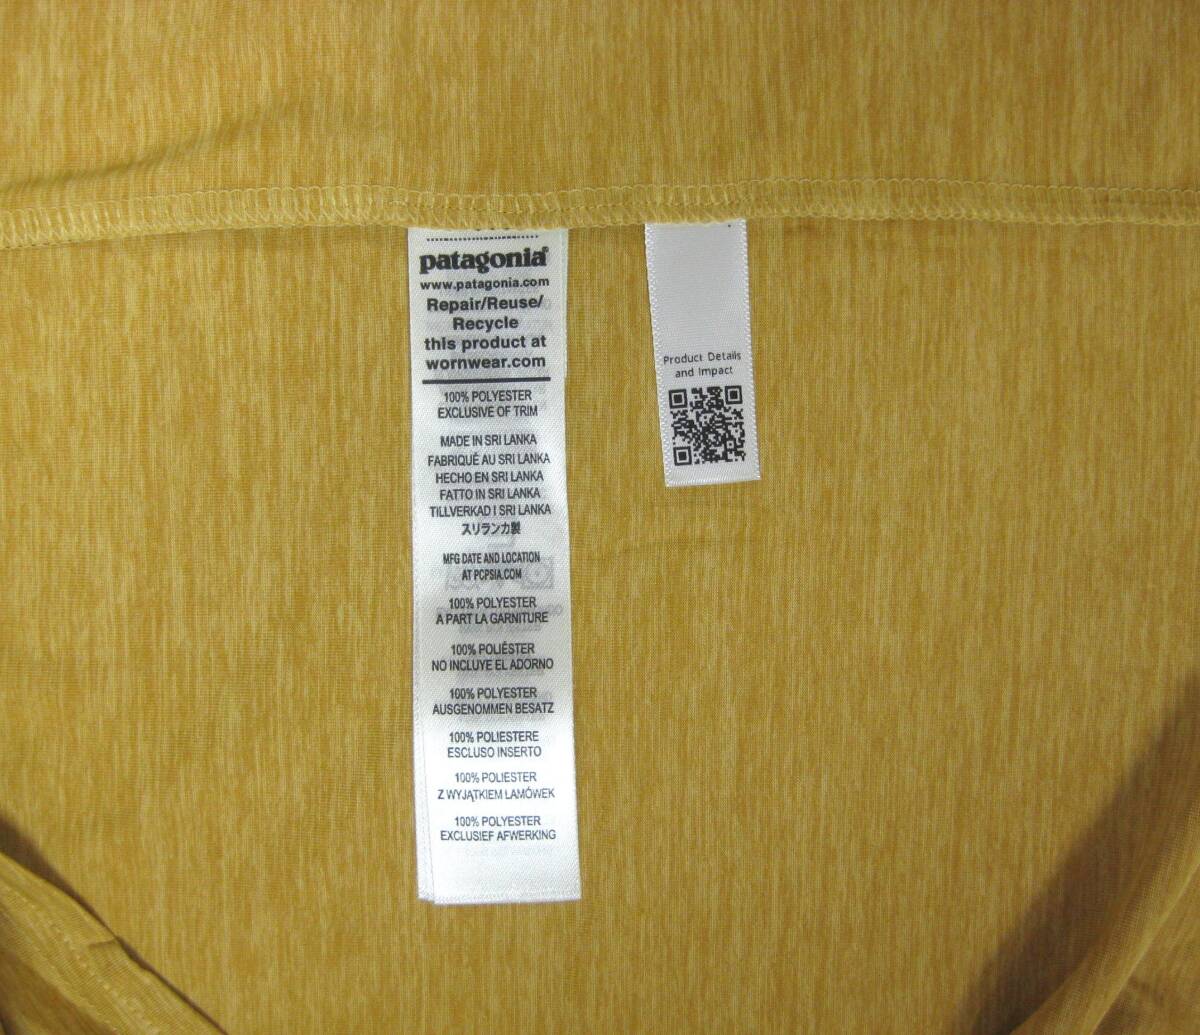 patagonia®
www.patagonia.com
Repair/Reuse/
Recycle
this product at
wornwear.com
100% POLYESTER
EXCLUSIVE OF TRIM
MADE IN SRI LANKA
FABRIQUÉ AU SRI LANKA
HECHO EN SRI LANKA
FATTO IN SRI LANKA
TILLVERKAD I SRI LANKA
スリランカ製
MFG DATE AND LOCATION
AT PCPSIA.COM
100% POLYESTER
A PART LA GARNITURE
100% POLIÉSTER
NO INCLUYE EL ADORNO
100% POLYESTER
AUSGENOMMEN BESATZ
100% POLIESTERE
ESCLUSO INSERTO
100% POLIESTER
Z WYJĄTKIEM LAMÓWEK
100% POLYESTER
EXCLUSIEF AFWERKING
Product Details
and Impact